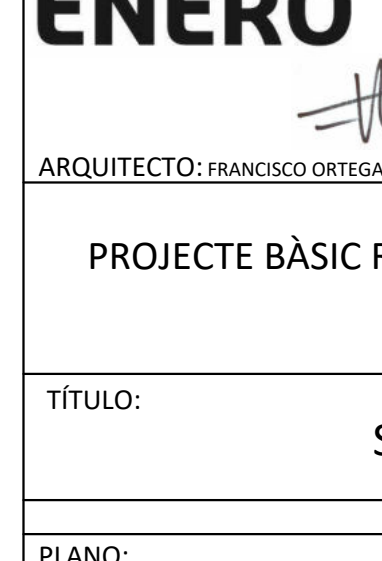 ENERO
ARQUITECTO: FRANCISCO ORTEGA
PROJECTE BÀSIC
TÍTULO:
PLANO: